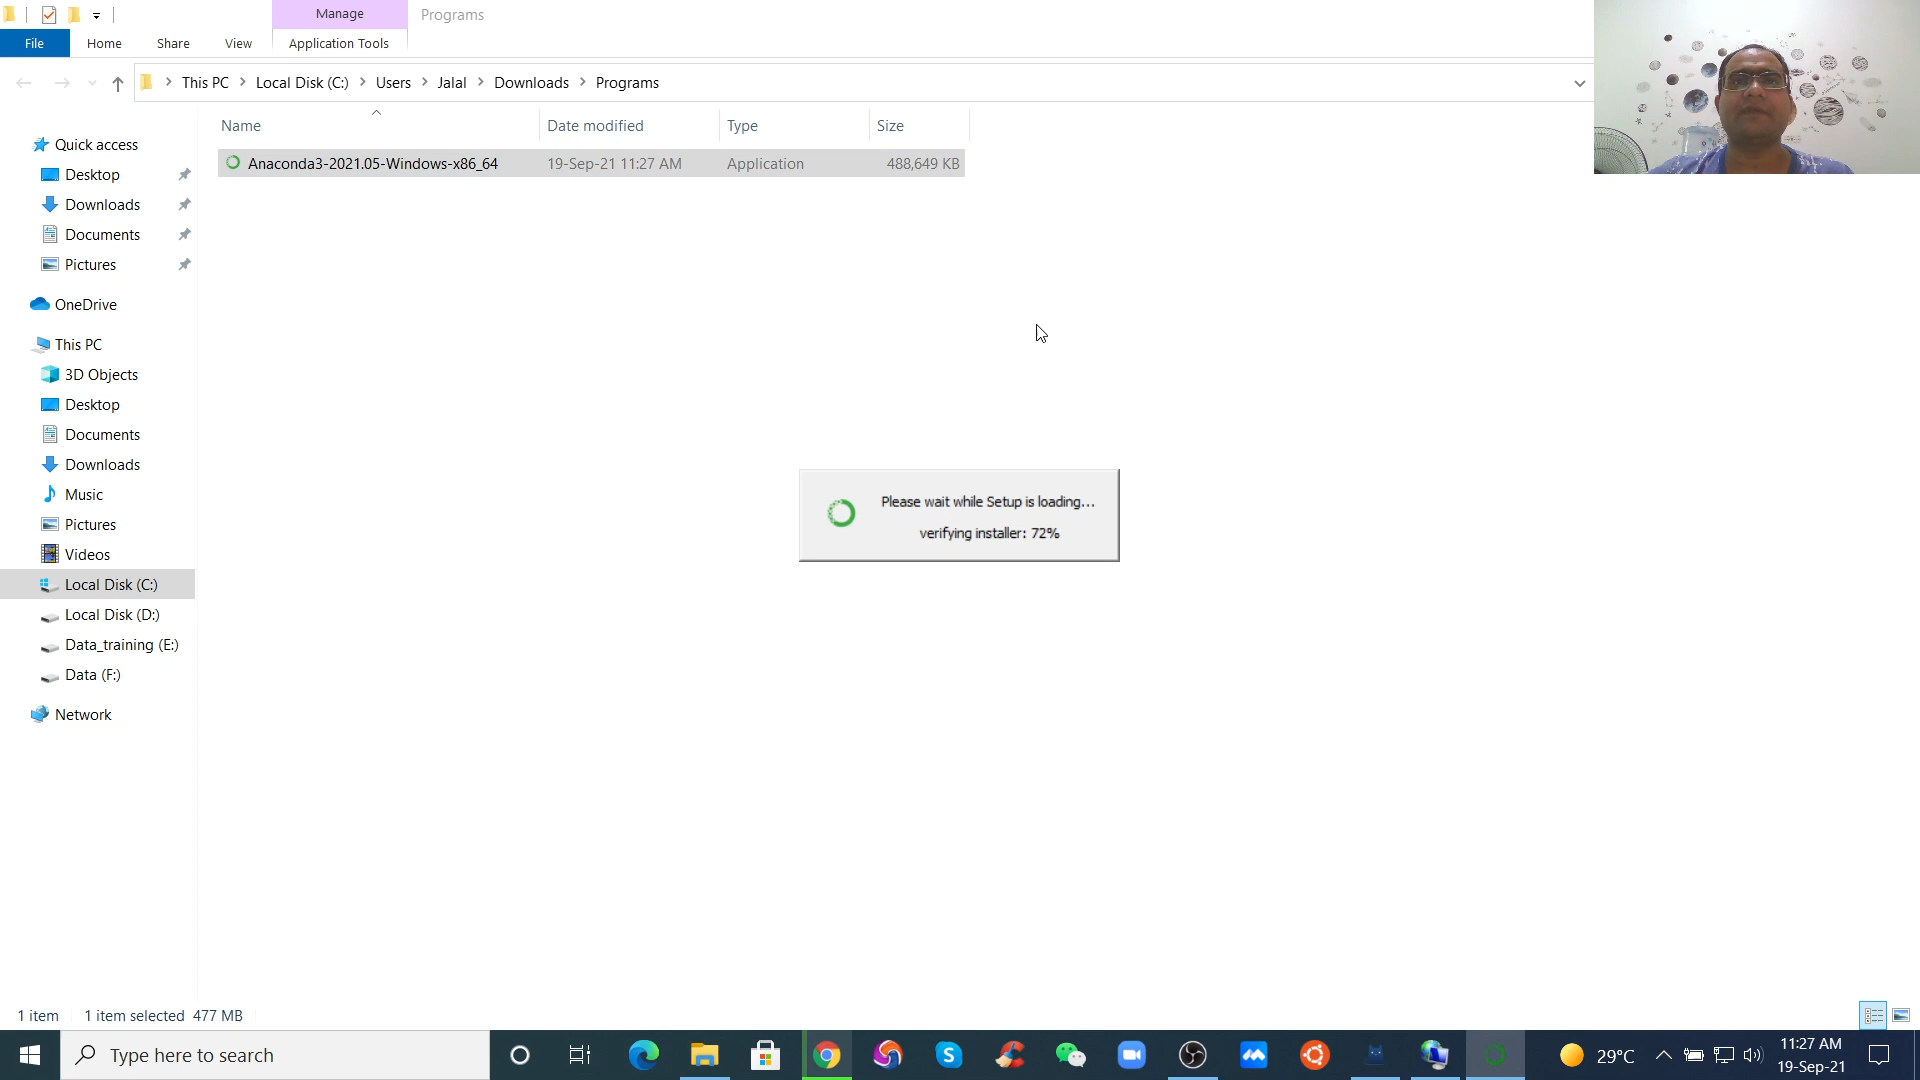 Manage
Programs
File
Home
Share
View
Application Tools
This PC
Local Disk (C:)
Users
Jalal
Downloads
Programs
Name
Date modified
Type
Size
Anaconda3-2021.05-Windows-x86_64
19-Sep-21 11:27 AM
Application
488,649 KB
Quick access
Desktop
Downloads
Documents
Pictures
OneDrive
This PC
3D Objects
Desktop
Documents
Downloads
Music
Pictures
Videos
Local Disk (C:)
Local Disk (D:)
Data_training (E:)
Data (F:)
Network
Please wait while Setup is loading...
verifying installer: 72%
1 item
1 item selected 477 MB
Type here to search
29°C
11:27 AM
19-Sep-21